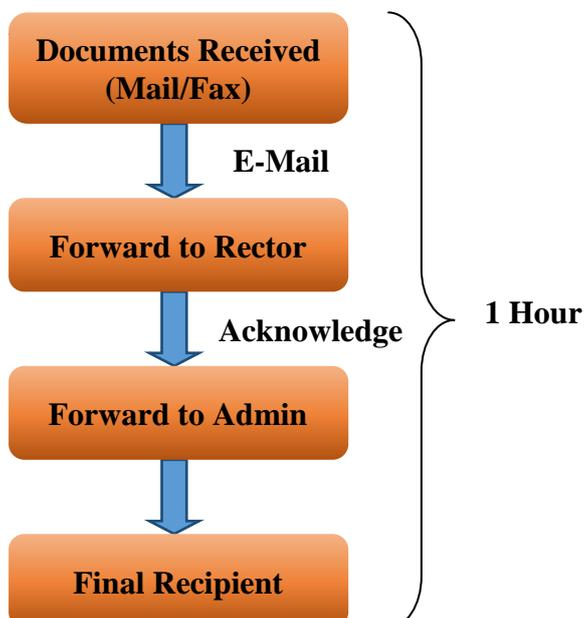 Documents Received
(Mail/Fax)
E-Mail
Forward to Rector
Acknowledge
1 Hour
Forward to Admin
Final Recipient